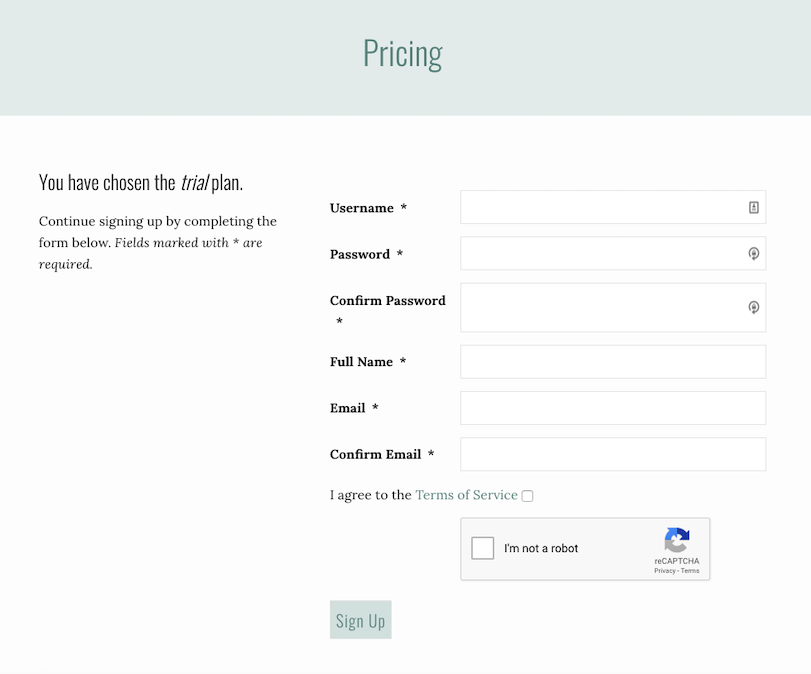 Pricing
You have chosen the trial plan.
Continue signing up by completing the
form below. Fields marked with * are
required.
Username *
Password *
Confirm Password
*
Full Name *
Email *
Confirm Email *
I agree to the Terms of Service
I'm not a robot
reCAPTCHA
Privacy - Terms
Sign Up